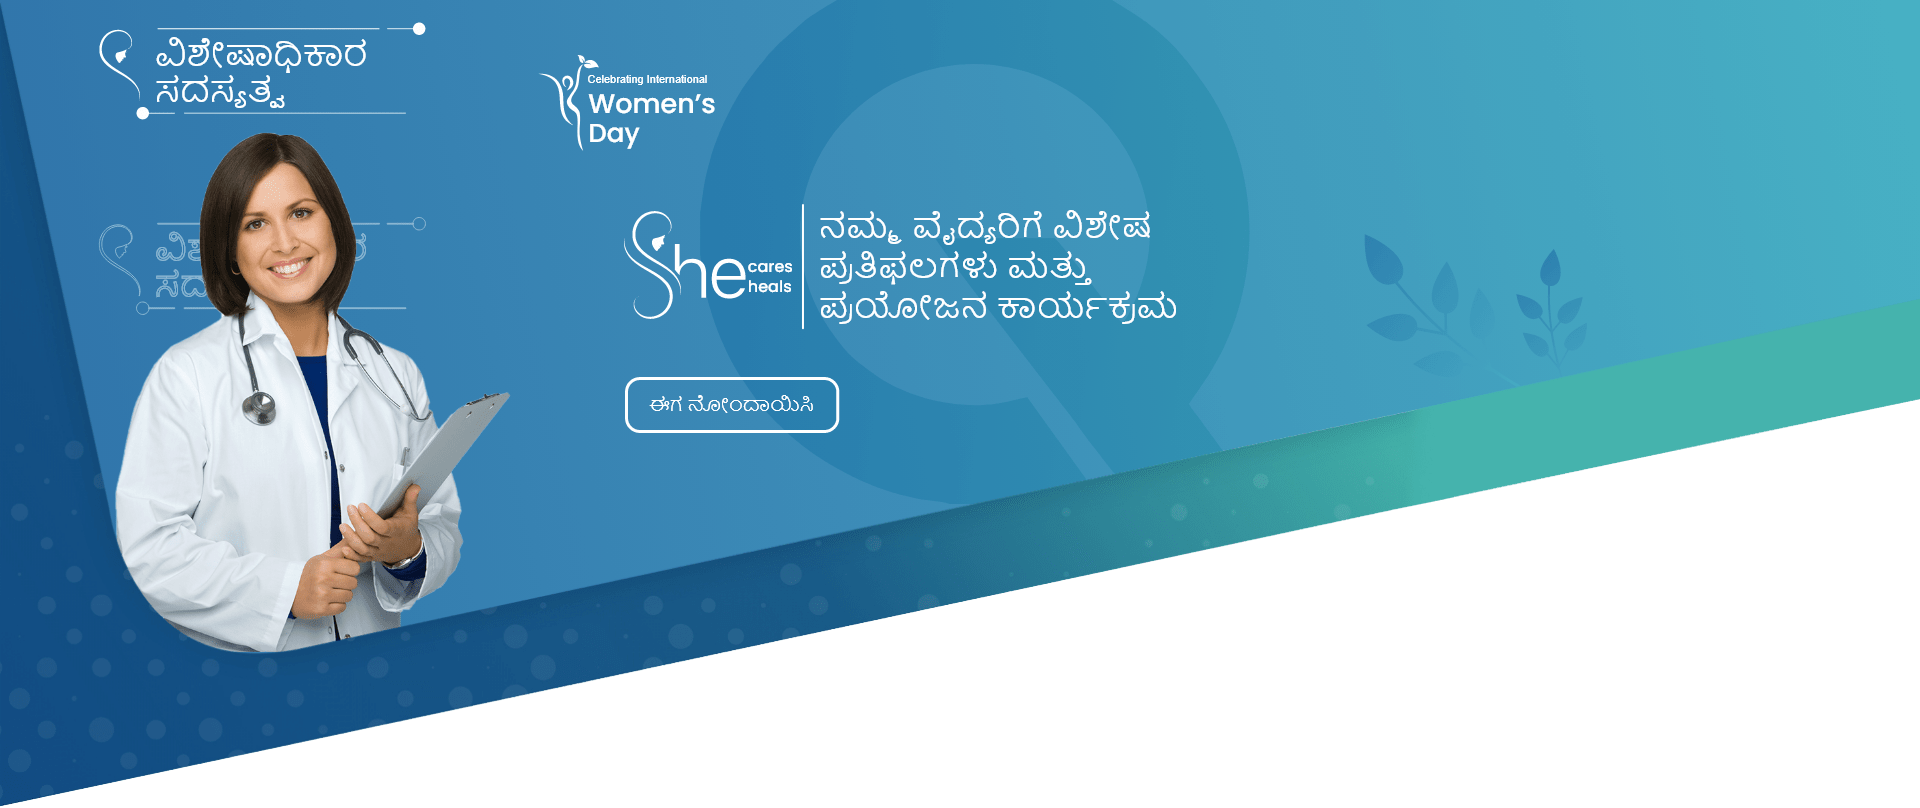 ವಿಶೇಷಾಧಿಕಾರ
ಸದಸ್ಯತ್ವ
Celebrating International
Women's
Day
She cares
heals
ನಮ್ಮ ವೈದ್ಯರಿಗೆ ವಿಶೇಷ
ಪ್ರತಿಫಲಗಳು ಮತ್ತು
ಪ್ರಯೋಜನ ಕಾರ್ಯಕ್ರಮ
ಈಗ ನೋಂದಾಯಿಸಿ